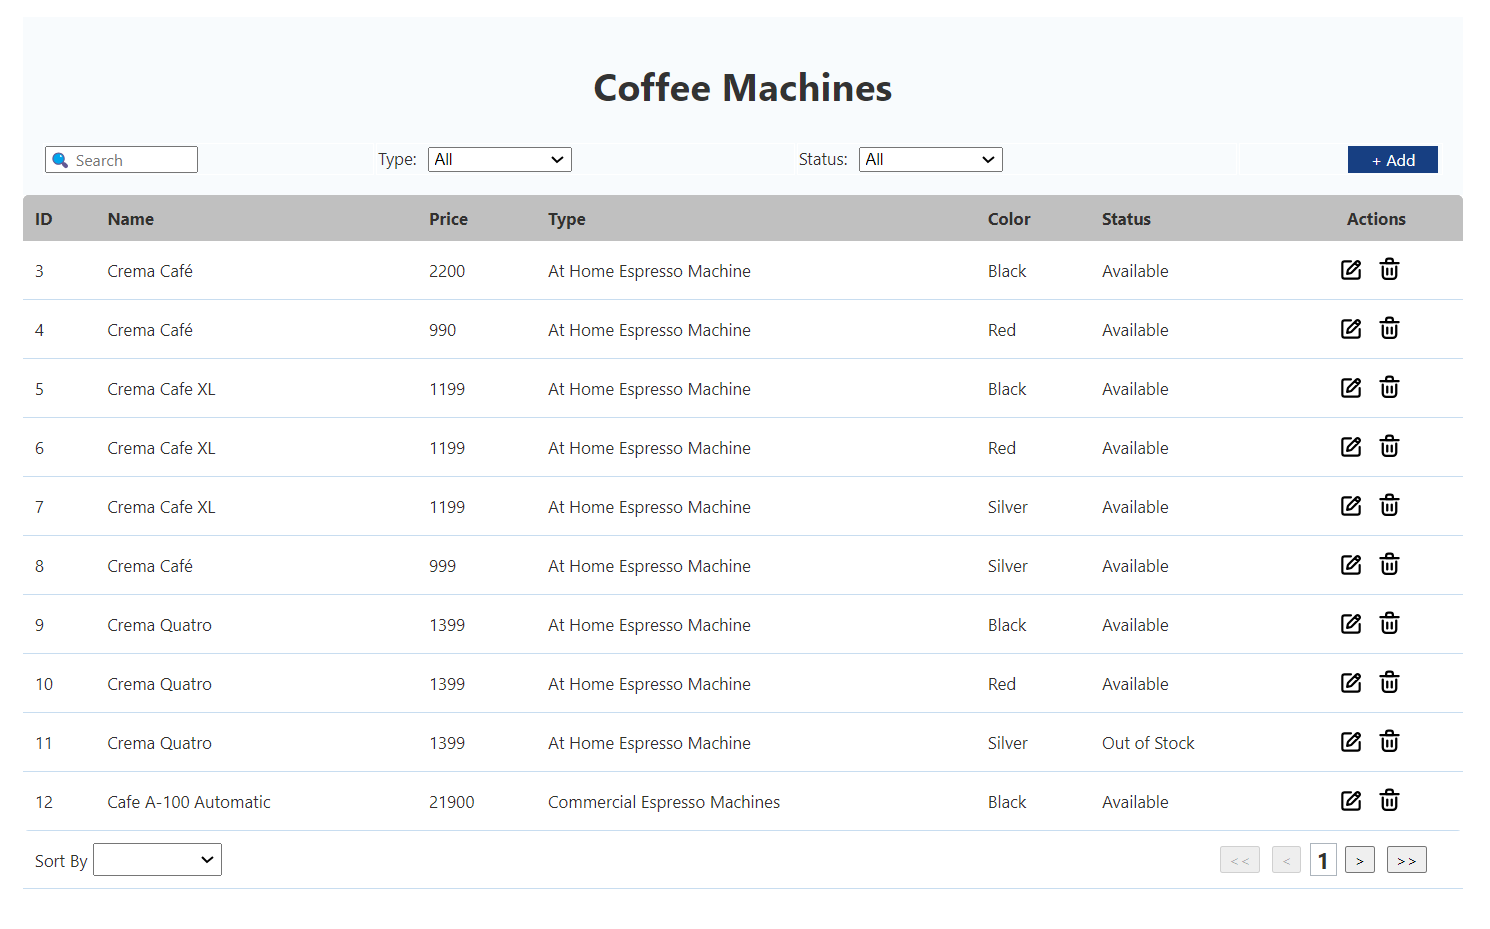 Coffee Machines
Search Type: All Status: All + Add
ID Name Price Type Color Status Actions
3 Crema Café 2200 At Home Espresso Machine Black Available
4 Crema Café 990 At Home Espresso Machine Red Available
5 Crema Cafe XL 1199 At Home Espresso Machine Black Available
6 Crema Cafe XL 1199 At Home Espresso Machine Red Available
7 Crema Cafe XL 1199 At Home Espresso Machine Silver Available
8 Crema Café 999 At Home Espresso Machine Silver Available
9 Crema Quatro 1399 At Home Espresso Machine Black Available
10 Crema Quatro 1399 At Home Espresso Machine Red Available
11 Crema Quatro 1399 At Home Espresso Machine Silver Out of Stock
12 Cafe A-100 Automatic 21900 Commercial Espresso Machines Black Available
Sort By << < 1 > >>